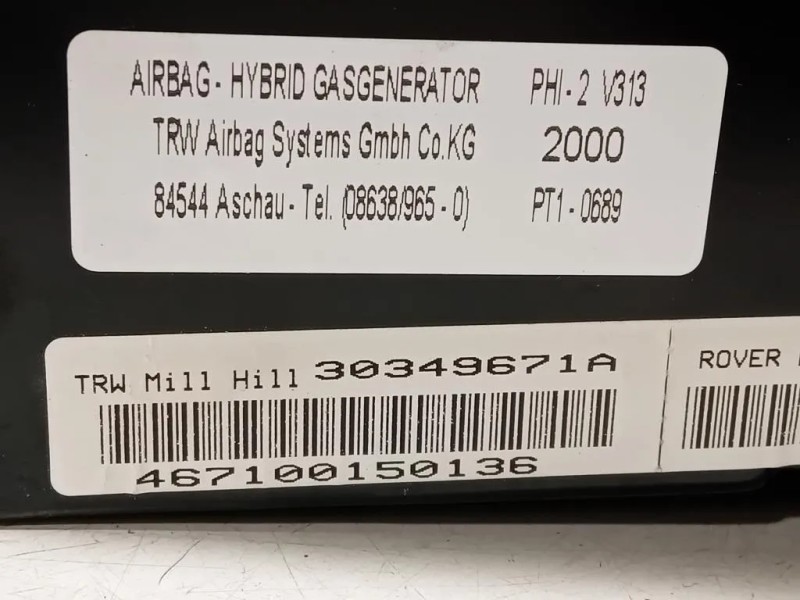 AIRBAG - HYBRID GASGENERATOR PHI - 2 V313
TRW Airbag Systems Gmbh Co.KG 2000
84544 Aschau - Tel. (08638/965 - 0) PT1 - 0689
TRW Mill Hill 30349671A
467100150136
ROVER